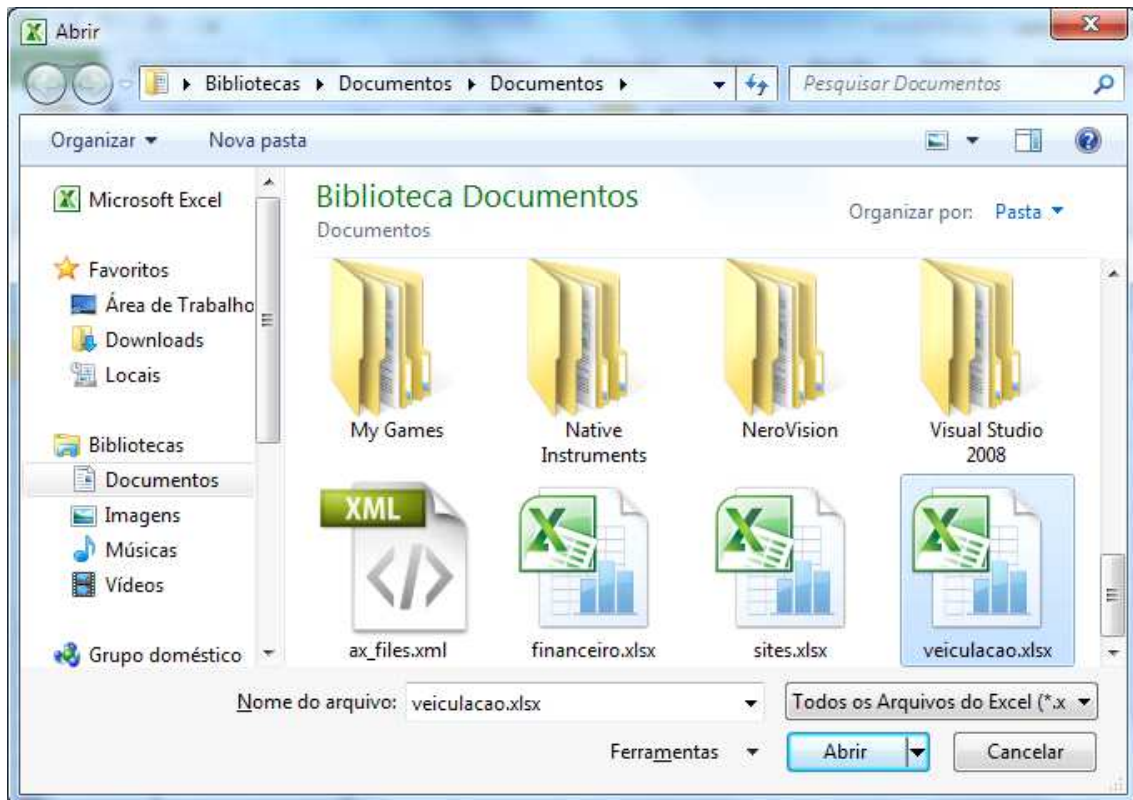 Abrir
Bibliotecas Documentos Documentos
Pesquisar Documentos
Organizar
Nova pasta
Microsoft Excel
Favoritos
Área de Trabalho
Downloads
Locais
Bibliotecas
Documentos
Imagens
Músicas
Vídeos
Grupo doméstico
Biblioteca Documentos
Documentos
Organizar por: Pasta
My Games
Native
Instruments
NeroVision
Visual Studio
2008
XML
ax_files.xml
financeiro.xlsx
sites.xlsx
veiculacao.xlsx
Nome do arquivo: veiculacao.xlsx
Todos os Arquivos do Excel (*.x
Ferramentas
Abrir
Cancelar